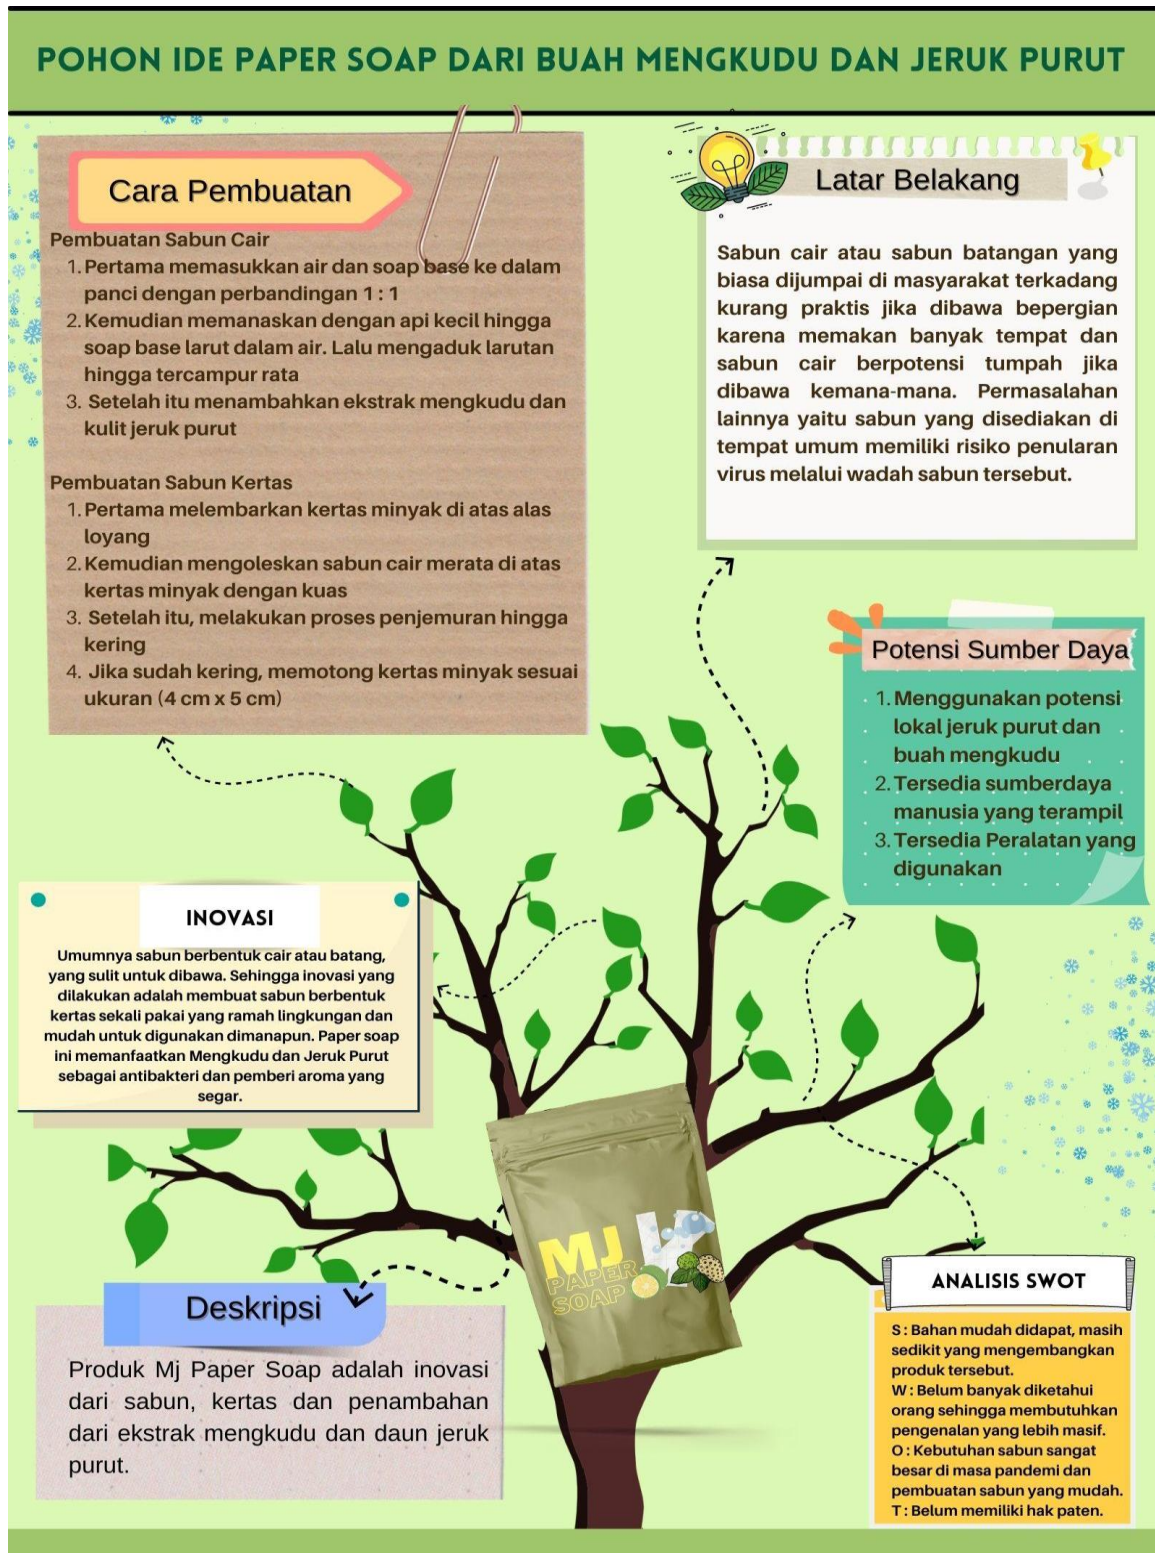 POHON IDE PAPER SOAP DARI BUAH MENGKUDU DAN JERUK PURUT
Cara Pembuatan
Pembuatan Sabun Cair
1. Pertama memasukkan air dan soap base ke dalam
panci dengan perbandingan 1 : 1
2. Kemudian memanaskan dengan api kecil hingga
soap base larut dalam air. Lalu mengaduk larutan
hingga tercampur rata
3. Setelah itu menambahkan ekstrak mengkudu dan
kulit jeruk purut
Pembuatan Sabun Kertas
1. Pertama melembarkan kertas minyak di atas alas
loyang
2. Kemudian mengoleskan sabun cair merata di atas
kertas minyak dengan kuas
3. Setelah itu, melakukan proses penjemuran hingga
kering
4. Jika sudah kering, memotong kertas minyak sesuai
ukuran (4 cm x 5 cm)
Latar Belakang
Sabun cair atau sabun batangan yang
biasa dijumpai di masyarakat terkadang
kurang praktis jika dibawa bepergian
karena memakan banyak tempat dan
sabun cair berpotensi tumpah jika
dibawa kemana-mana. Permasalahan
lainnya yaitu sabun yang disediakan di
tempat umum memiliki risiko penularan
virus melalui wadah sabun tersebut.
Potensi Sumber Daya
1. Menggunakan potensi
lokal jeruk purut dan
buah mengkudu
2. Tersedia sumberdaya
manusia yang terampil
3. Tersedia Peralatan yang
digunakan
INOVASI
Umumnya sabun berbentuk cair atau batang,
yang sulit untuk dibawa. Sehingga inovasi yang
dilakukan adalah membuat sabun berbentuk
kertas sekali pakai yang ramah lingkungan dan
mudah untuk digunakan dimanapun. Paper soap
ini memanfaatkan Mengkudu dan Jeruk Purut
sebagai antibakteri dan pemberi aroma yang
segar.
MJ
PAPER
SOAP
Deskripsi
Produk Mj Paper Soap adalah inovasi
dari sabun, kertas dan penambahan
dari ekstrak mengkudu dan daun jeruk
purut.
ANALISIS SWOT
S : Bahan mudah didapat, masih
sedikit yang mengembangkan
produk tersebut.
W : Belum banyak diketahui
orang sehingga membutuhkan
pengenalan yang lebih masif.
O : Kebutuhan sabun sangat
besar di masa pandemi dan
pembuatan sabun yang mudah.
T : Belum memiliki hak paten.